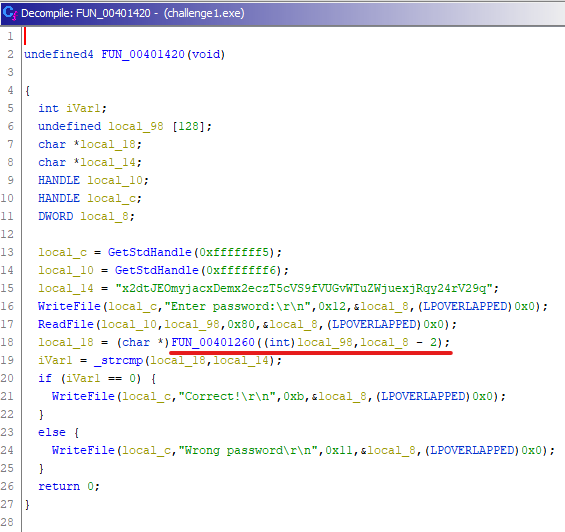 Decompile: FUN_00401420 - (challenge1.exe)
1
2 undefined4 FUN_00401420(void)
3
4 {
5 int iVar1;
6 undefined local_98 [128];
7 char *local_18;
8 char *local_14;
9 HANDLE local_10;
10 HANDLE local_c;
11 DWORD local_8;
12
13 local_c = GetStdHandle(0xfffffff5);
14 local_10 = GetStdHandle(0xfffffff6);
15 local_14 = "x2dtJEOmyjacxDemx2eczT5cVS9fVUGvWTuZWjuexjRqy24rV29q";
16 WriteFile(local_c,"Enter password:\r\n",0x12,&local_8,(LPOVERLAPPED)0x0);
17 ReadFile(local_10,local_98,0x80,&local_8,(LPOVERLAPPED)0x0);
18 local_18 = (char *)FUN_00401260((int)local_98,local_8 - 2);
19 iVar1 = _strcmp(local_18,local_14);
20 if (iVar1 == 0) {
21 WriteFile(local_c,"Correct!\r\n",0xb,&local_8,(LPOVERLAPPED)0x0);
22 }
23 else {
24 WriteFile(local_c,"Wrong password\r\n",0x11,&local_8,(LPOVERLAPPED)0x0);
25 }
26 return 0;
27 }
28